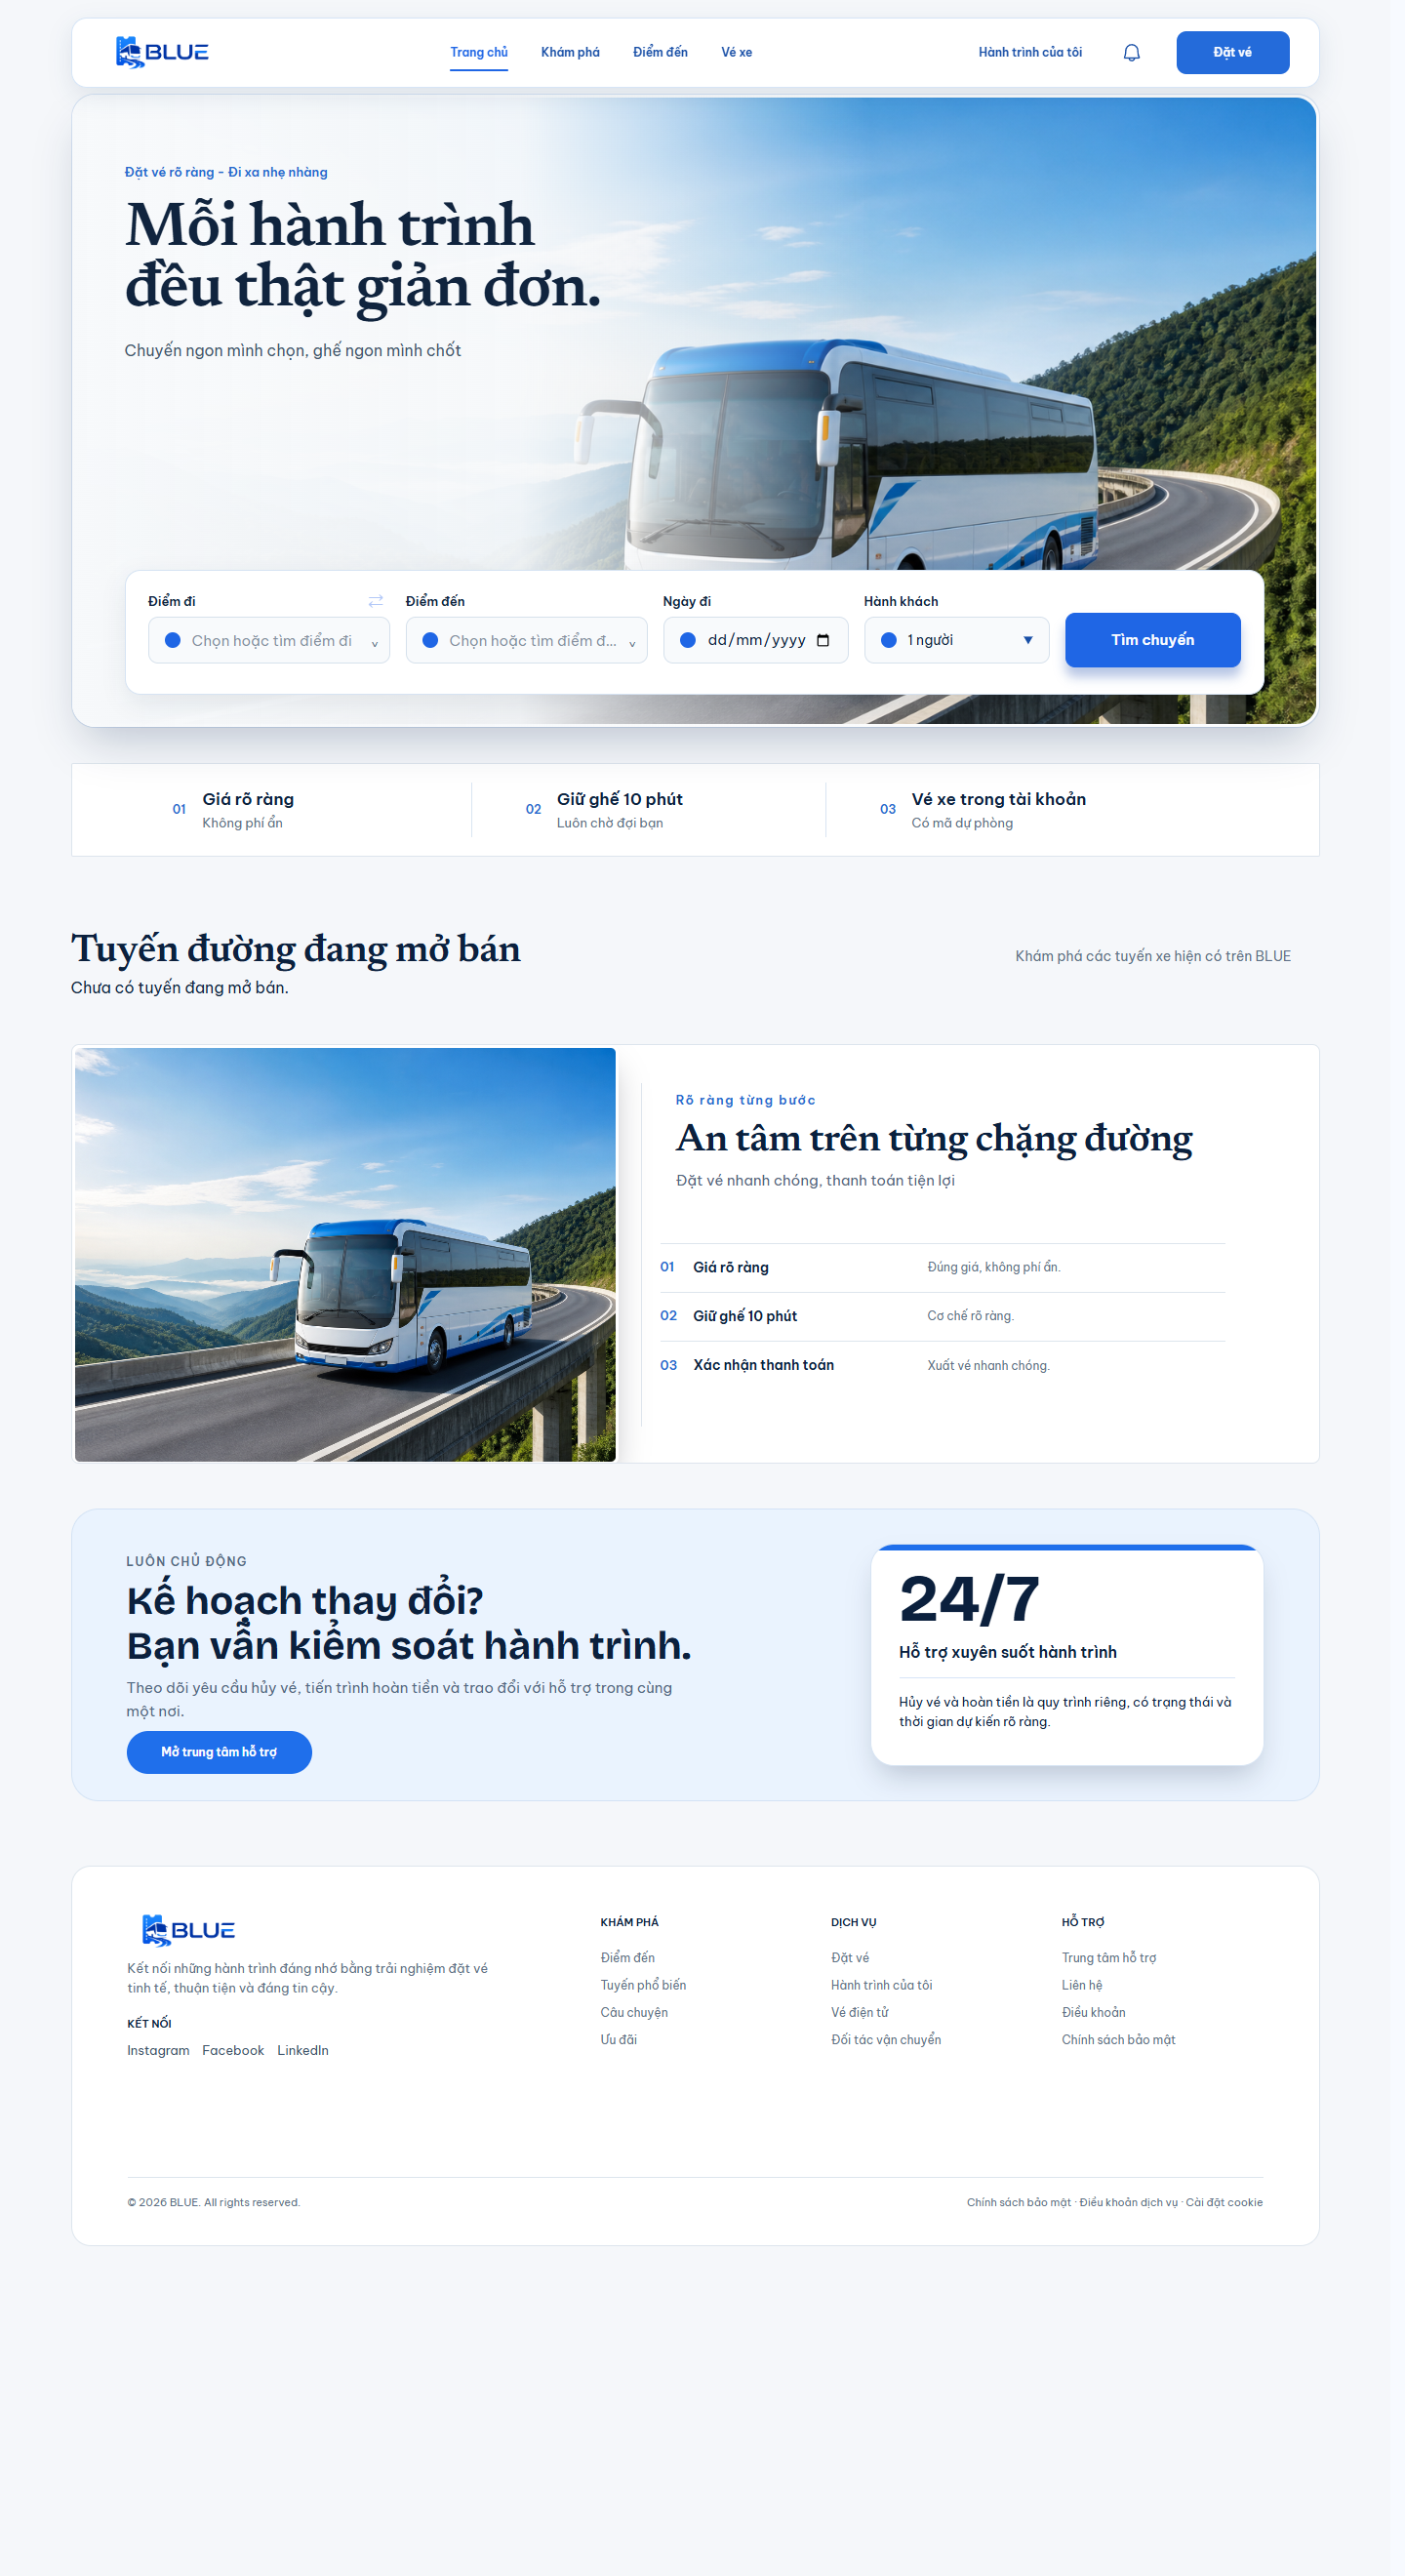 BLUE
Trang chủ
Khám phá
Điểm đến
Vé xe
Hành trình của tôi
Đặt vé
Đặt vé rõ ràng - Đi xa nhẹ nhàng
Mỗi hành trình
đều thật giản đơn.
Chuyến ngon mình chọn, ghế ngon mình chốt
Điểm đi
Điểm đến
Ngày đi
Hành khách
Chọn hoặc tìm điểm đi
Chọn hoặc tìm điểm đ...
dd/mm/yyyy
1 người
Tìm chuyến
01
Giá rõ ràng
Không phí ẩn
02
Giữ ghế 10 phút
Luôn chờ đợi bạn
03
Vé xe trong tài khoản
Có mã dự phòng
Tuyến đường đang mở bán
Khám phá các tuyến xe hiện có trên BLUE
Chưa có tuyến đang mở bán.
Rõ ràng từng bước
An tâm trên từng chặng đường
Đặt vé nhanh chóng, thanh toán tiện lợi
01 Giá rõ ràng Đúng giá, không phí ẩn.
02 Giữ ghế 10 phút Cơ chế rõ ràng.
03 Xác nhận thanh toán Xuất vé nhanh chóng.
LUÔN CHỦ ĐỘNG
Kế hoạch thay đổi?
Bạn vẫn kiểm soát hành trình.
Theo dõi yêu cầu hủy vé, tiến trình hoàn tiền và trao đổi với hỗ trợ trong cùng
một nơi.
Mở trung tâm hỗ trợ
24/7
Hỗ trợ xuyên suốt hành trình
Hủy vé và hoàn tiền là quy trình riêng, có trạng thái và
thời gian dự kiến rõ ràng.
BLUE
Kết nối những hành trình đáng nhớ bằng trải nghiệm đặt vé
tinh tế, thuận tiện và đáng tin cậy.
KẾT NỐI
Instagram Facebook LinkedIn
KHÁM PHÁ
Điểm đến
Tuyến phổ biến
Câu chuyện
Ưu đãi
DỊCH VỤ
Đặt vé
Hành trình của tôi
Vé điện tử
Đối tác vận chuyển
HỖ TRỢ
Trung tâm hỗ trợ
Liên hệ
Điều khoản
Chính sách bảo mật
© 2026 BLUE. All rights reserved.
Chính sách bảo mật · Điều khoản dịch vụ · Cài đặt cookie